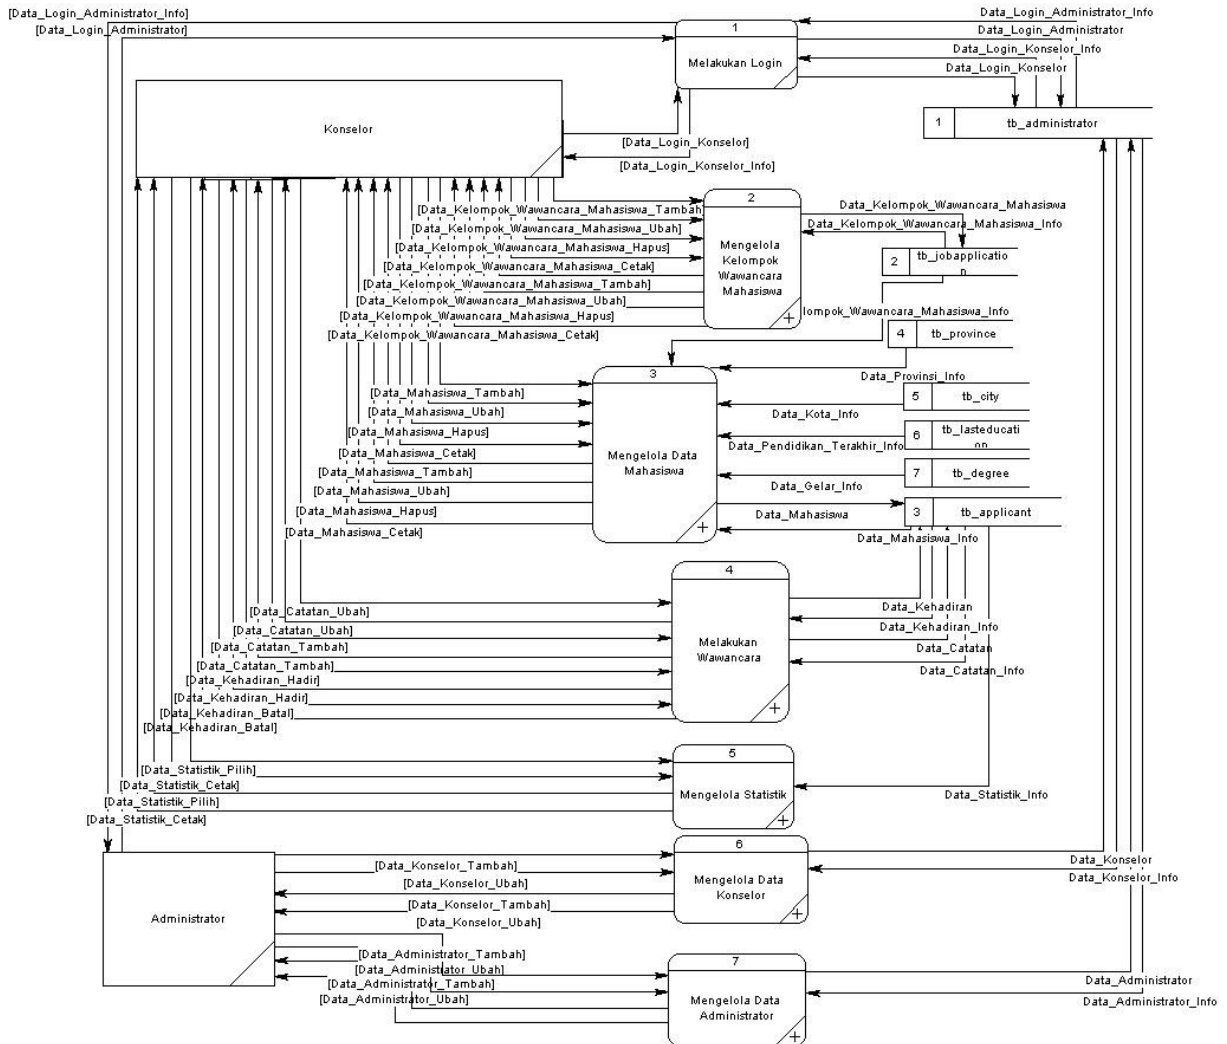 [Data_Login_Administrator_Info]
[Data_Login_Administrator]
1
Melakukan Login
Data_Login_Administrator_Info
Data_Login_Administrator
Data_Login_Konselor_Info
Data_Login_Konselor
1
tb_administrator
Konselor
[Data_Login_Konselor]
[Data_Login_Konselor_Info]
2
Mengelola
Kelompok
Wawancara
Mahasiswa
[Data_Kelompok_Wawancara_Mahasiswa_Tambah]
[Data_Kelompok_Wawancara_Mahasiswa_Ubah]
[Data_Kelompok_Wawancara_Mahasiswa_Hapus]
[Data_Kelompok_Wawancara_Mahasiswa_Cetak]
[Data_Kelompok_Wawancara_Mahasiswa_Tambah]
[Data_Kelompok_Wawancara_Mahasiswa_Ubah]
[Data_Kelompok_Wawancara_Mahasiswa_Hapus]
[Data_Kelompok_Wawancara_Mahasiswa_Cetak]
Data_Kelompok_Wawancara_Mahasiswa
Data_Kelompok_Wawancara_Mahasiswa_Info
2
tb_jobapplicatio
n
elompok_Wawancara_Mahasiswa_Info
4
tb_province
Data_Provinsi_Info
3
Mengelola Data
Mahasiswa
[Data_Mahasiswa_Tambah]
[Data_Mahasiswa_Ubah]
[Data_Mahasiswa_Hapus]
[Data_Mahasiswa_Cetak]
[Data_Mahasiswa_Tambah]
[Data_Mahasiswa_Ubah]
[Data_Mahasiswa_Hapus]
[Data_Mahasiswa_Cetak]
5
tb_city
Data_Kota_Info
6
tb_lasteducati
on
Data_Pendidikan_Terakhir_Info
7
tb_degree
Data_Gelar_Info
3
tb_applicant
Data_Mahasiswa
Data_Mahasiswa_Info
4
Melakukan
Wawancara
[Data_Catatan_Ubah]
[Data_Catatan_Ubah]
[Data_Catatan_Tambah]
[Data_Catatan_Tambah]
[Data_Kehadiran_Hadir]
[Data_Kehadiran_Hadir]
[Data_Kehadiran_Batal]
[Data_Kehadiran_Batal]
Data_Kehadiran
Data_Kehadiran_Info
Data_Catatan
Data_Catatan_Info
5
Mengelola Statistik
[Data_Statistik_Pilih]
[Data_Statistik_Cetak]
[Data_Statistik_Pilih]
[Data_Statistik_Cetak]
Data_Statistik_Info
6
Mengelola Data
Konselor
[Data_Konselor_Tambah]
[Data_Konselor_Ubah]
[Data_Konselor_Tambah]
[Data_Konselor_Ubah]
Data_Konselor
Data_Konselor_Info
Administrator
7
Mengelola Data
Administrator
[Data_Administrator_Tambah]
[Data_Administrator_Ubah]
[Data_Administrator_Tambah]
[Data_Administrator_Ubah]
Data_Administrator
Data_Administrator_Info